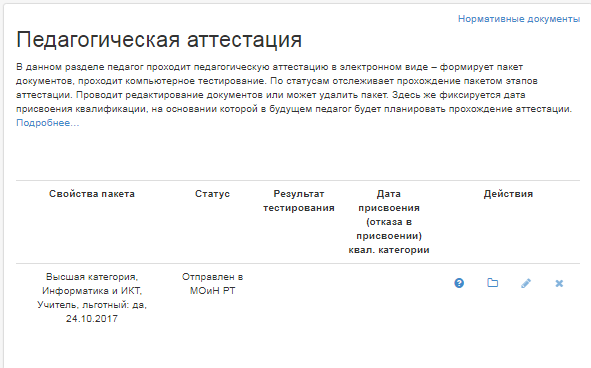 Нормативные документы
Педагогическая аттестация
В данном разделе педагог проходит педагогическую аттестацию в электронном виде – формирует пакет
документов, проходит компьютерное тестирование. По статусам отслеживает прохождение пакетом этапов
аттестации. Проводит редактирование документов или может удалить пакет. Здесь же фиксируется дата
присвоения квалификации, на основании которой в будущем педагог будет планировать прохождение аттестации.
Подробнее...
Свойства пакета
Статус
Результат
тестирования
Дата
присвоения
(отказа в
присвоении)
квал. категории
Действия
Высшая категория,
Информатика и ИКТ,
Учитель, льготный: да,
24.10.2017
Отправлен в
МОиН РТ